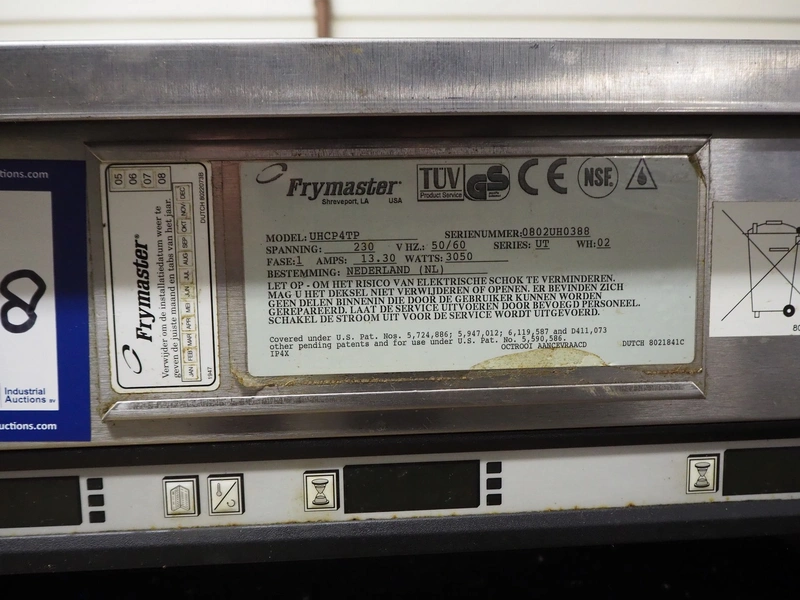 ons.com
8
Industrial
Auctions BV
uctions.com
05 06 07 08
DUTCH 8022073B
Frymaster®
Verwijder om de installatiedatum weer te
geven de juiste maand en tabs van het jaar.
JAN FEB MAR APR MEI JUN JUL AUG SEP OKT NOV DEC
1947
Frymaster®
Shreveport, LA USA
TÜV
Product Service
GS
CE
NSF®
MODEL: UHCP4TP SERIENUMMER:0802UH0388
SPANNING: 230 V HZ.: 50/60 SERIES: UT WH:02
FASE:1 AMPS: 13.30 WATTS:3050
BESTEMMING: NEDERLAND (NL)
LET OP - OM HET RISICO VAN ELEKTRISCHE SCHOK TE VERMINDEREN.
MAG U HET DEKSEL NIET VERWIJDEREN OF OPENEN. ER BEVINDEN ZICH
GEEN DELEN BINNENIN DIE DOOR DE GEBRUIKER KUNNEN WORDEN
GEREPAREERD. LAAT DE SERVICE UITVOEREN DOOR BEVOEGD PERSONEEL.
SCHAKEL DE STROOM UIT VOOR DE SERVICE WORDT UITGEVOERD.
Covered under U.S. Pat. Nos. 5,724,886; 5,947,012; 6,119,587 and D411,073
other pending patents and for use under U.S. Pat. No. 5,590,586.
IP4X OCTROOI AANGEVRAACD DUTCH 8021841C